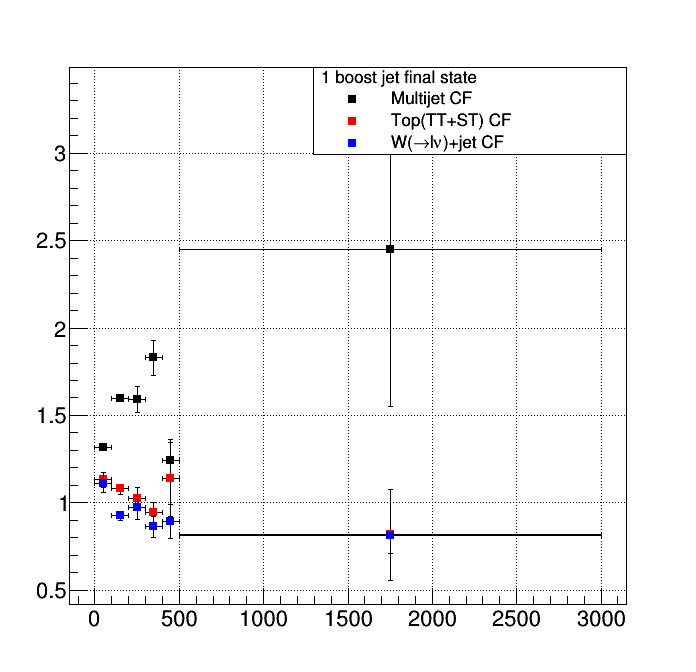 1 boost jet final state
Multijet CF
Top(TT+ST) CF
W(→lν)+jet CF
3
2.5
2
1.5
1
0.5
0 500 1000 1500 2000 2500 3000